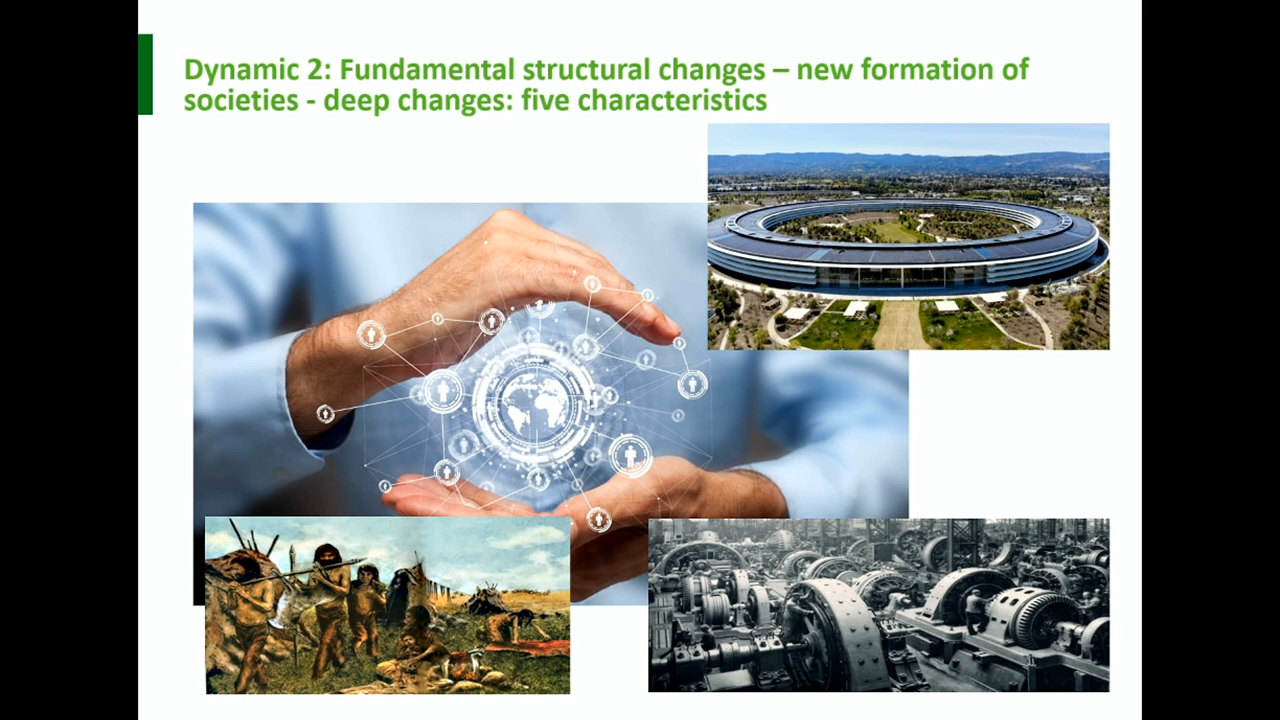 Dynamic 2: Fundamental structural changes – new formation of
societies - deep changes: five characteristics